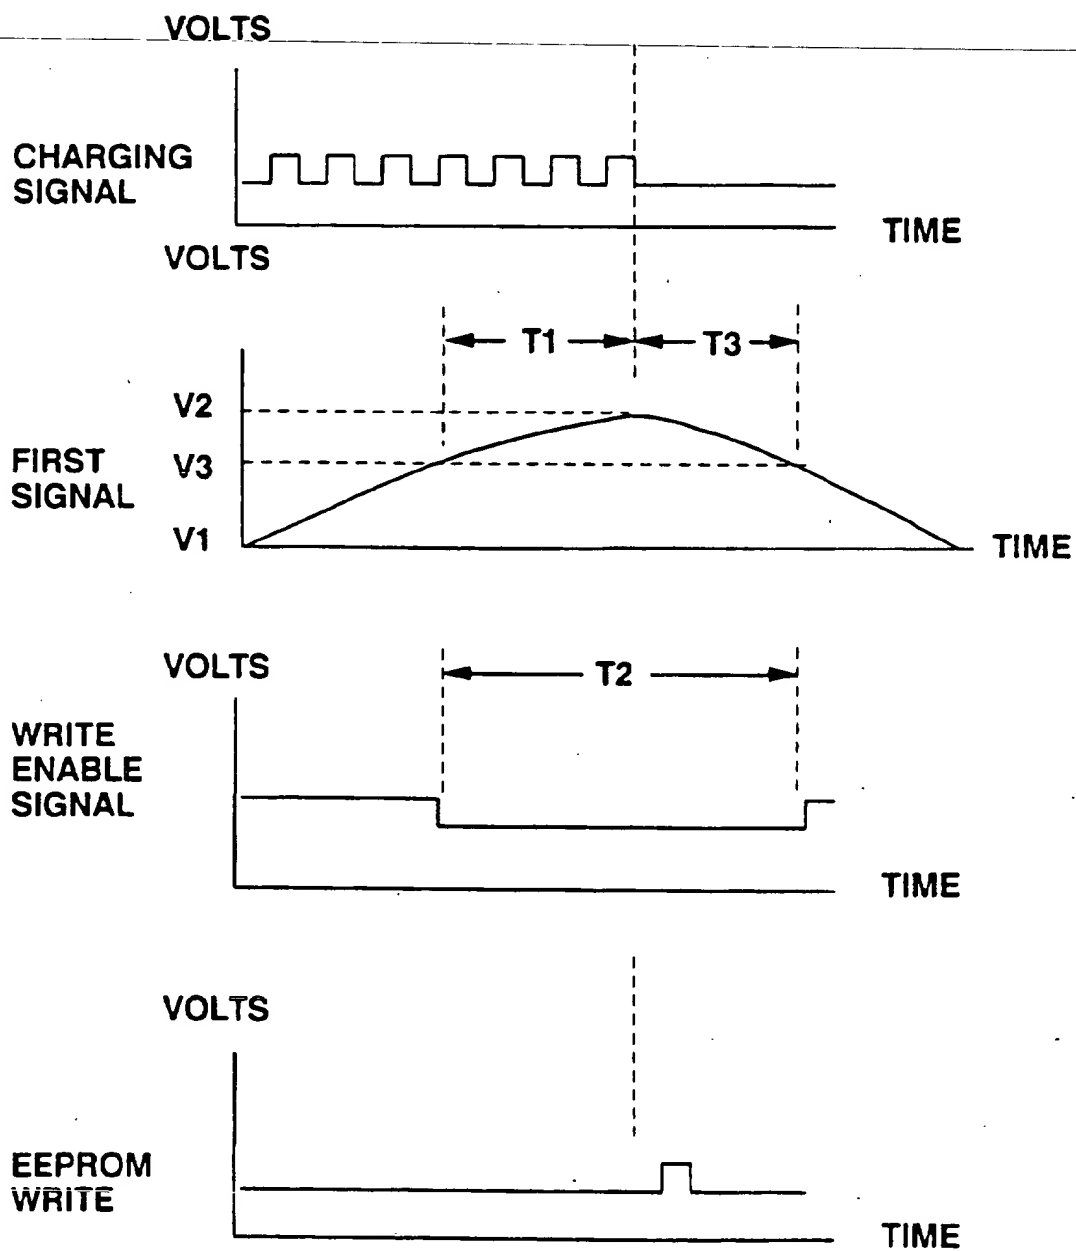 VOLTS
CHARGING
SIGNAL
TIME
VOLTS
T1
T3
V2
FIRST
SIGNAL
V3
V1
TIME
VOLTS
T2
WRITE
ENABLE
SIGNAL
TIME
VOLTS
EEPROM
WRITE
TIME